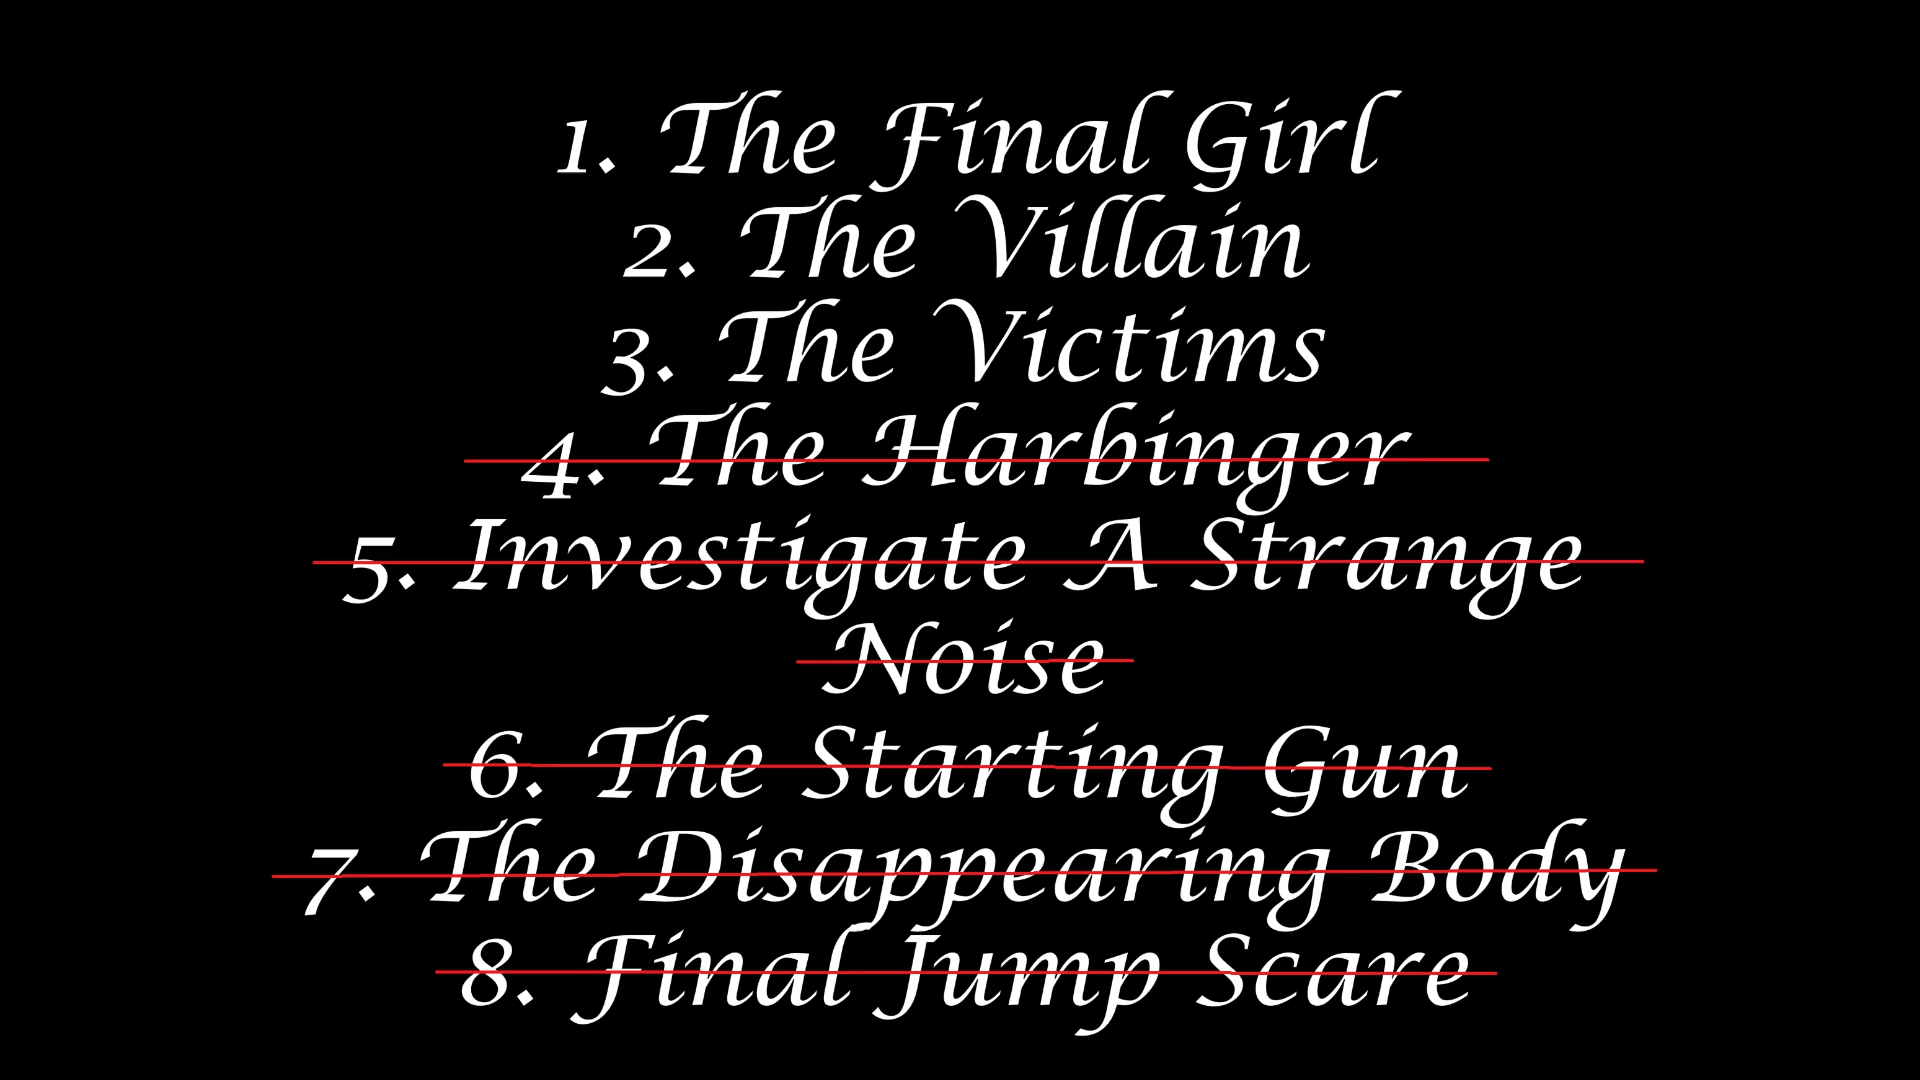 1. The Final Girl
2. The Villain
3. The Victims
4. The Harbinger
5. Investigate A Strange
Noise
6. The Starting Gun
7. The Disappearing Body
8. Final Jump Scare